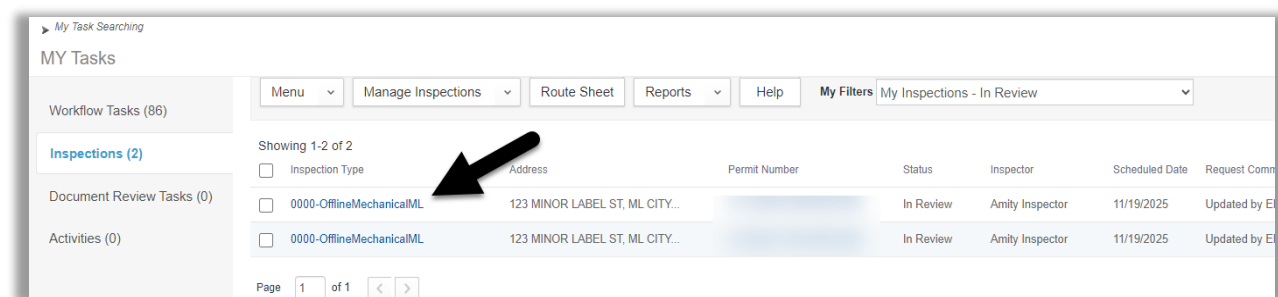 My Task Searching
MY Tasks
Menu Manage Inspections Route Sheet Reports Help My Filters My Inspections - In Review
Workflow Tasks (86)
Inspections (2)
Document Review Tasks (0)
Activities (0)
Showing 1-2 of 2
Inspection Type Address Permit Number Status Inspector Scheduled Date Request Comm
0000-OfflineMechanicalML 123 MINOR LABEL ST, ML CITY... In Review Amity Inspector 11/19/2025 Updated by El
0000-OfflineMechanicalML 123 MINOR LABEL ST, ML CITY... In Review Amity Inspector 11/19/2025 Updated by El
Page 1 of 1